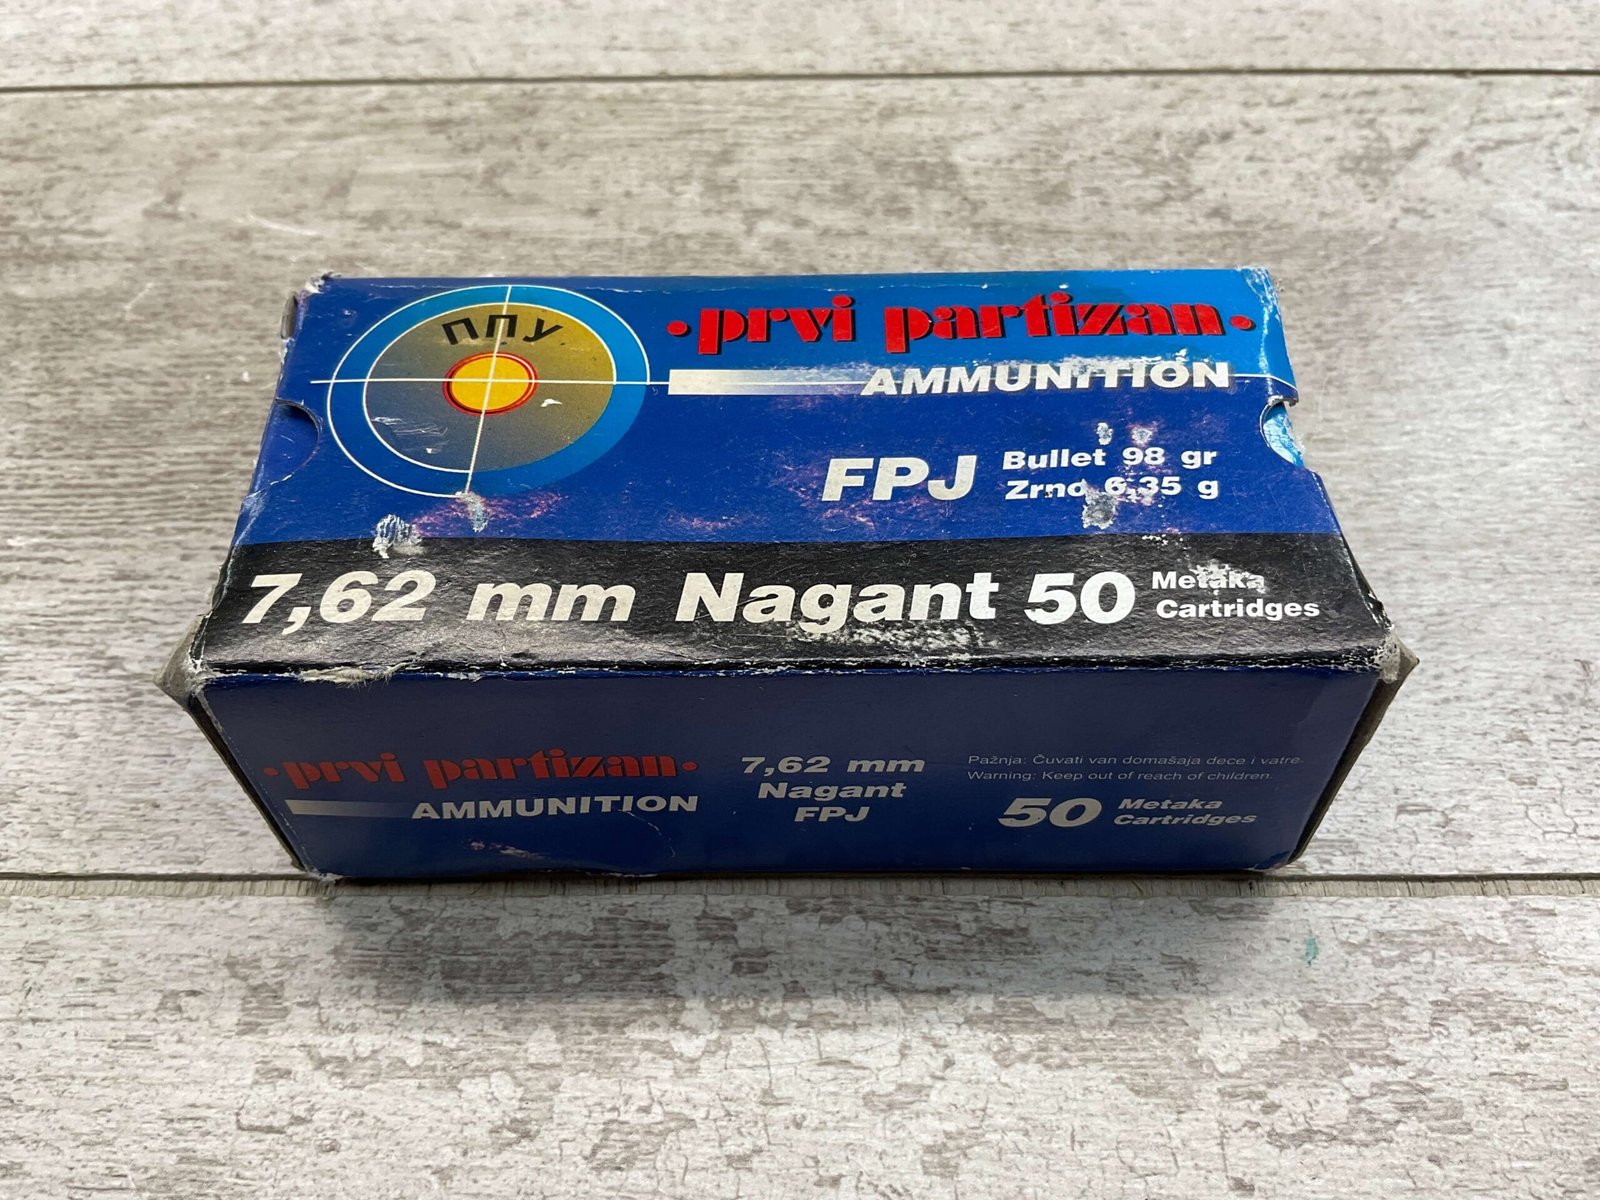 ППУ
•prvi partizan•
AMMUNITION
FPJ
Bullet 98 gr
Zrno 6,35 g
7,62 mm Nagant 50
Metaka
Cartridges
•prvi partizan•
AMMUNITION
7,62 mm
Nagant
FPJ
Pažnja: Čuvati van domašaja dece i vatre.
Warning: Keep out of reach of children.
50
Metaka
Cartridges